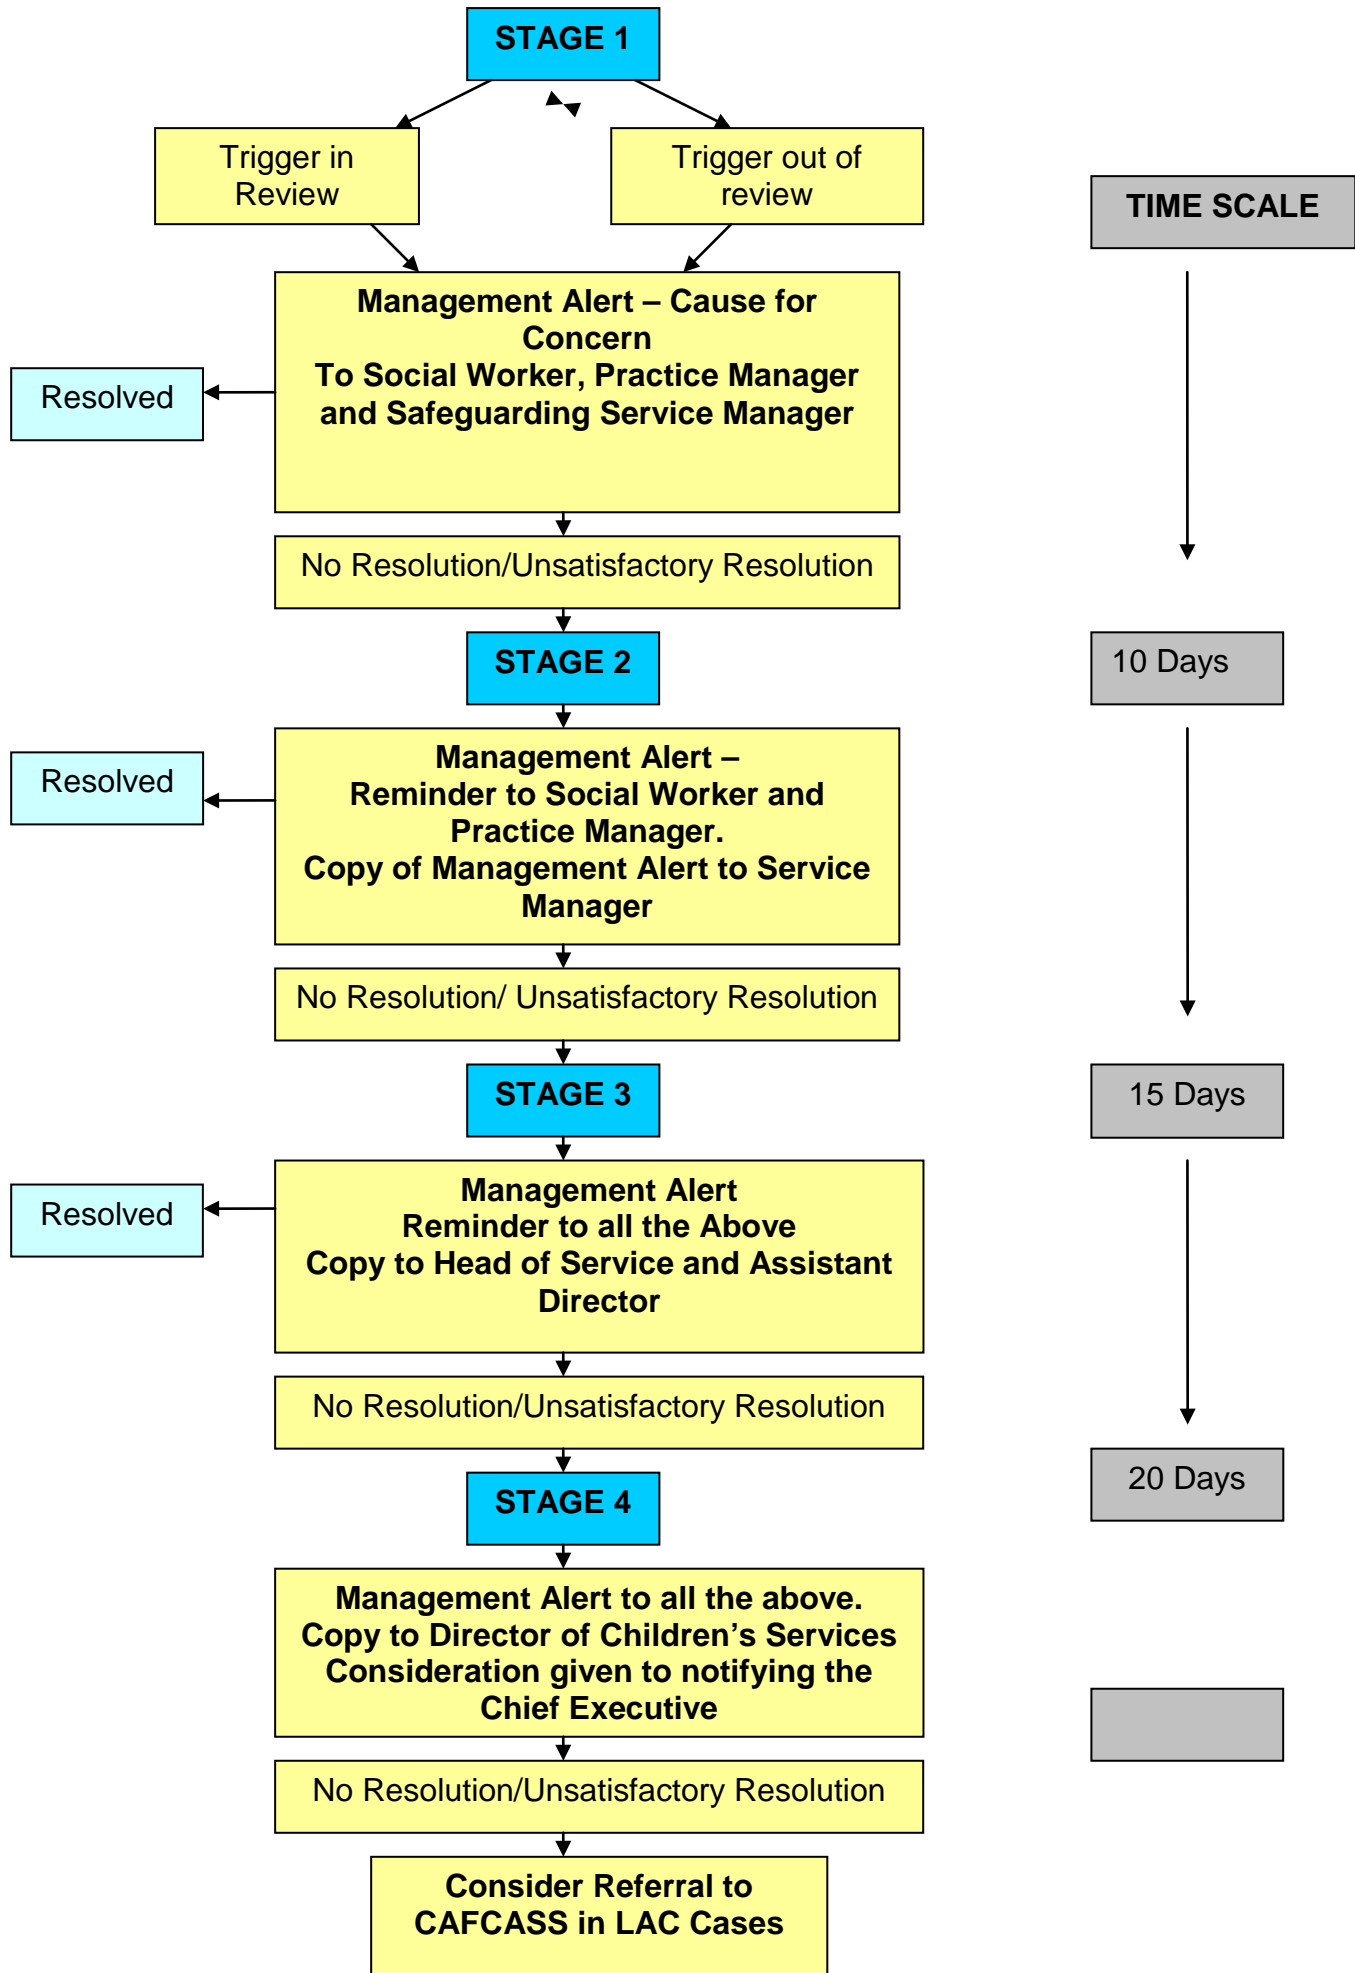 STAGE 1
Trigger in
Review
Trigger out of
review
TIME SCALE
Management Alert – Cause for
Concern
To Social Worker, Practice Manager
and Safeguarding Service Manager
Resolved
No Resolution/Unsatisfactory Resolution
STAGE 2
10 Days
Management Alert –
Reminder to Social Worker and
Practice Manager.
Copy of Management Alert to Service
Manager
Resolved
No Resolution/ Unsatisfactory Resolution
STAGE 3
15 Days
Management Alert
Reminder to all the Above
Copy to Head of Service and Assistant
Director
Resolved
No Resolution/Unsatisfactory Resolution
STAGE 4
20 Days
Management Alert to all the above.
Copy to Director of Children’s Services
Consideration given to notifying the
Chief Executive
No Resolution/Unsatisfactory Resolution
Consider Referral to
CAFCASS in LAC Cases